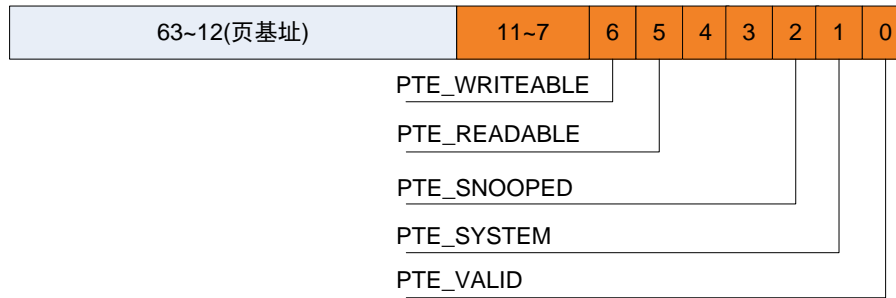 63~12(页基址) 11~7 6 5 4 3 2 1 0
PTE_WRITEABLE
PTE_READABLE
PTE_SNOOPED
PTE_SYSTEM
PTE_VALID